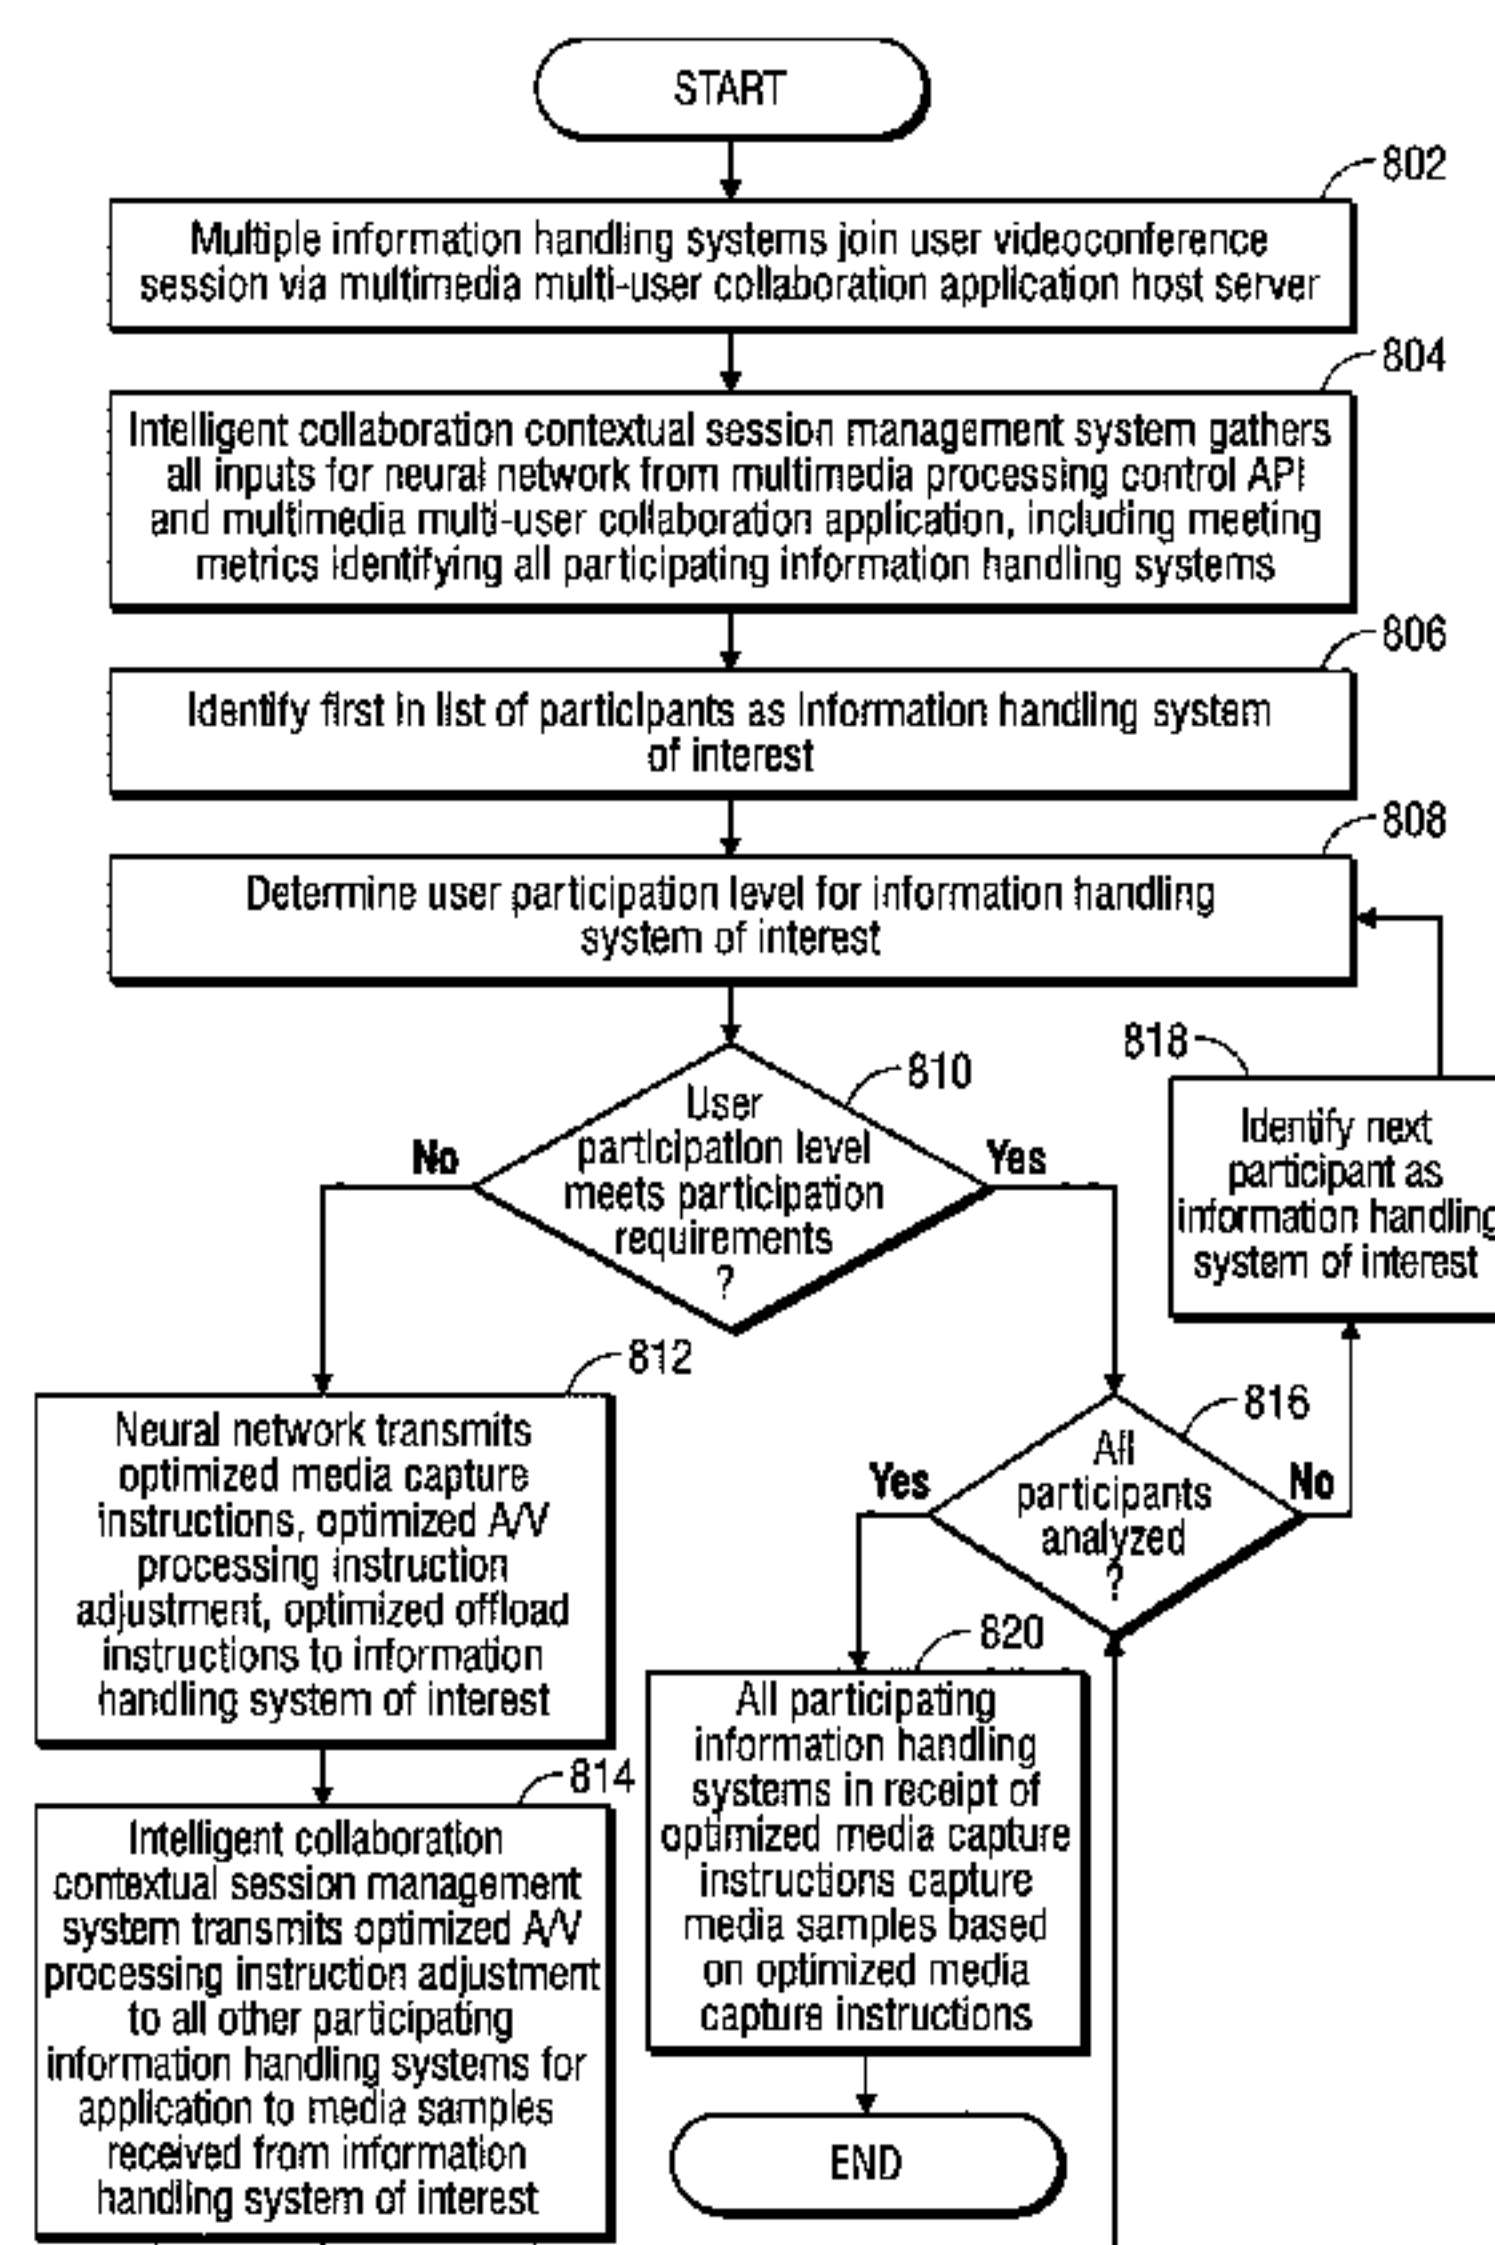 START
802
Multiple information handling systems join user videoconference
session via multimedia multi-user collaboration application host server
804
Intelligent collaboration contextual session management system gathers
all inputs for neural network from multimedia processing control API
and multimedia multi-user collaboration application, including meeting
metrics identifying all participating information handling systems
806
Identify first in list of participants as information handling system
of interest
808
Determine user participation level for information handling
system of interest
810
User
participation level
meets participation
requirements
?
No
Yes
818
Identify next
participant as
information handling
system of interest
812
Neural network transmits
optimized media capture
instructions, optimized A/V
processing instruction
adjustment, optimized offload
instructions to information
handling system of interest
816
All
participants
analyzed
?
Yes
No
814
Intelligent collaboration
contextual session management
system transmits optimized A/V
processing instruction adjustment
to all other participating
information handling systems for
application to media samples
received from information
handling system of interest
820
All participating
information handling
systems in receipt of
optimized media capture
instructions capture
media samples based
on optimized media
capture instructions
END